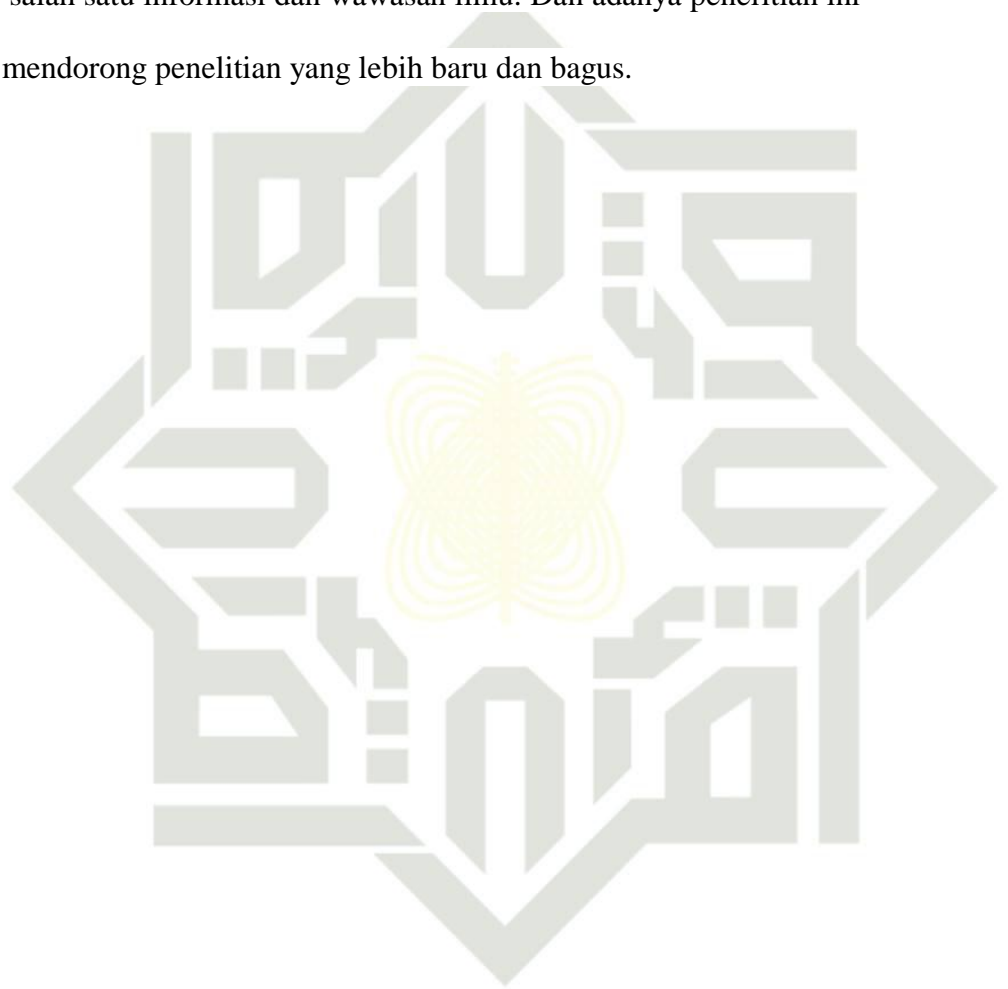 salah satu informasi dan wawasan ilmu. Dan adanya penelitian ini
mendorong penelitian yang lebih baru dan bagus.